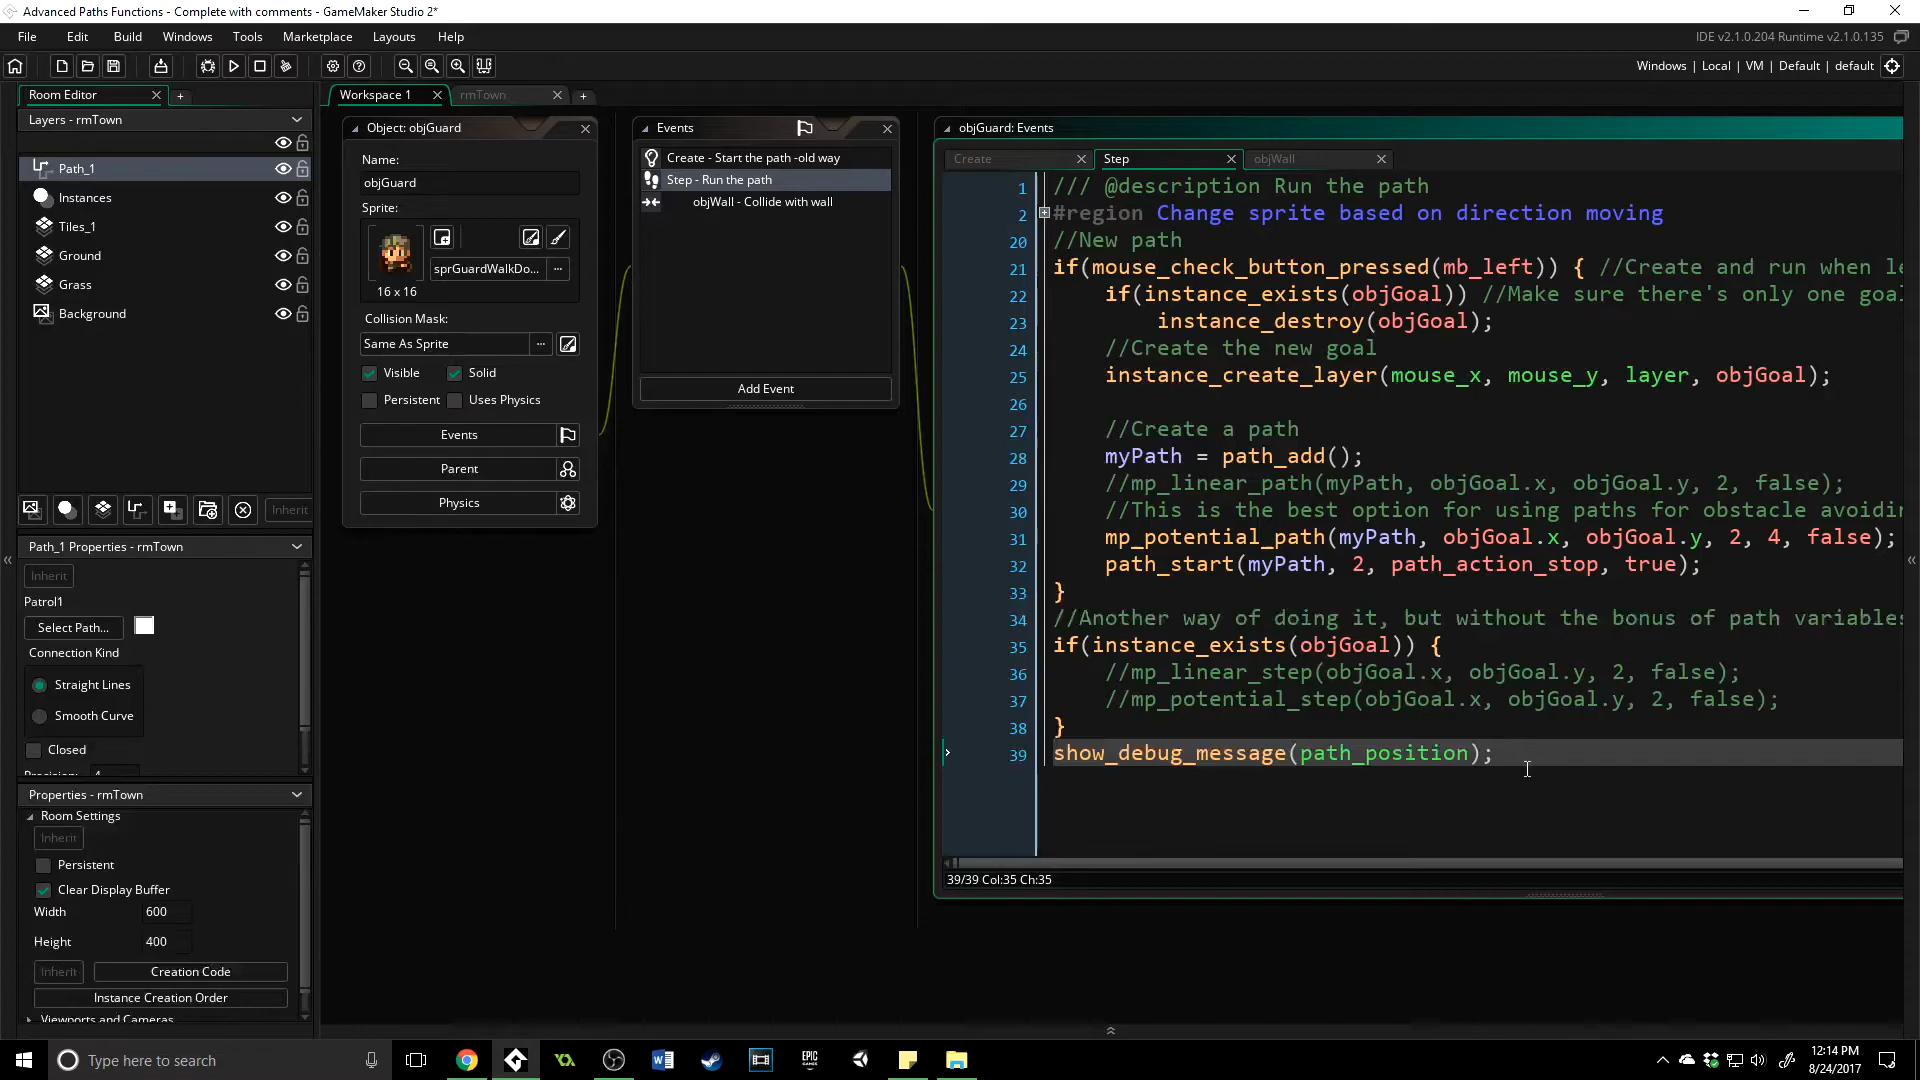 Advanced Paths Functions - Complete with comments - GameMaker Studio 2*
File Edit Build Windows Tools Marketplace Layouts Help
IDE v2.1.0.204 Runtime v2.1.0.135
Windows | Local | VM | Default | default
Room Editor
Layers - rmTown
Path_1
Instances
Tiles_1
Ground
Grass
Background
Inherit
Path_1 Properties - rmTown
Inherit
Patrol1
Select Path...
Connection Kind
Straight Lines
Smooth Curve
Closed
Precision: 4
Properties - rmTown
Room Settings
Inherit
Persistent
Clear Display Buffer
Width 600
Height 400
Inherit Creation Code
Instance Creation Order
Viewports and Cameras
Workspace 1
rmTown
Object: objGuard
Name:
objGuard
Sprite:
sprGuardWalkDo...
16 x 16
Collision Mask:
Same As Sprite
Visible Solid
Persistent Uses Physics
Events
Parent
Physics
Events
Create - Start the path -old way
Step - Run the path
objWall - Collide with wall
Add Event
objGuard: Events
Create Step objWall
1 /// @description Run the path
2 #region Change sprite based on direction moving
20 //New path
21 if(mouse_check_button_pressed(mb_left)) { //Create and run when le
22 if(instance_exists(objGoal)) //Make sure there's only one goal
23 instance_destroy(objGoal);
24 //Create the new goal
25 instance_create_layer(mouse_x, mouse_y, layer, objGoal);
26
27 //Create a path
28 myPath = path_add();
29 //mp_linear_path(myPath, objGoal.x, objGoal.y, 2, false);
30 //This is the best option for using paths for obstacle avoidin
31 mp_potential_path(myPath, objGoal.x, objGoal.y, 2, 4, false);
32 path_start(myPath, 2, path_action_stop, true);
33 }
34 //Another way of doing it, but without the bonus of path variables
35 if(instance_exists(objGoal)) {
36 //mp_linear_step(objGoal.x, objGoal.y, 2, false);
37 //mp_potential_step(objGoal.x, objGoal.y, 2, false);
38 }
39 show_debug_message(path_position);
39/39 Col:35 Ch:35
Type here to search
EPIC GAMES
12:14 PM
8/24/2017